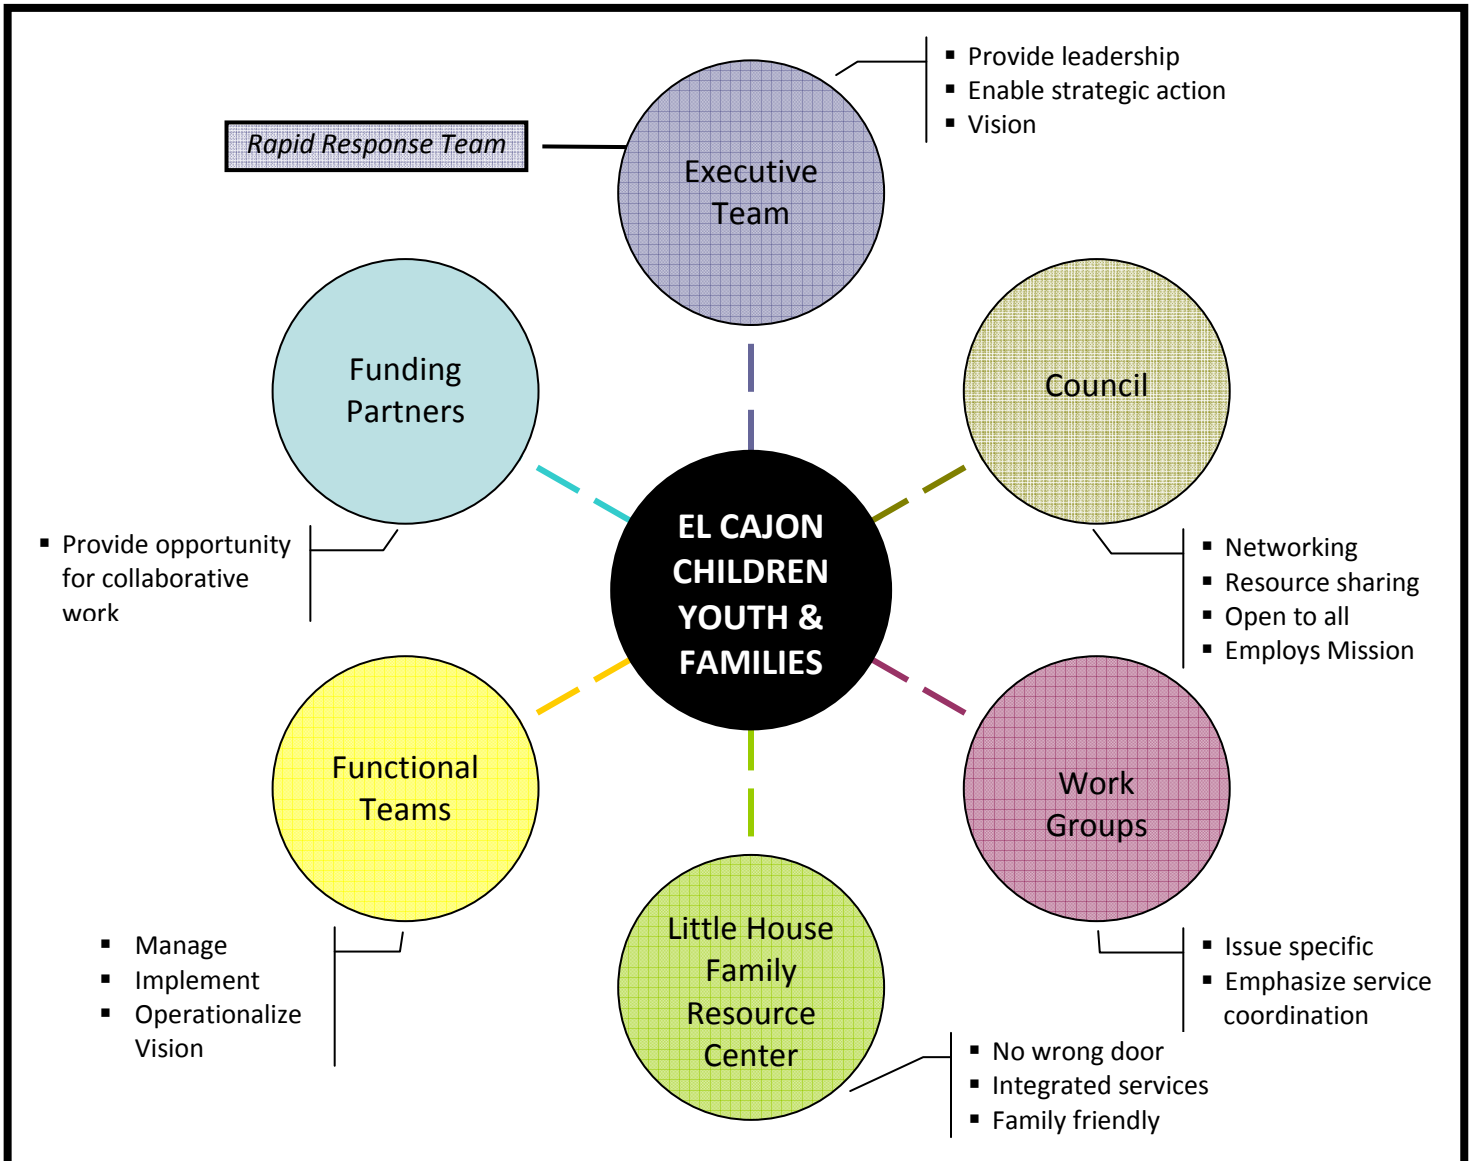 ▪ Provide leadership
▪ Enable strategic action
▪ Vision
Rapid Response Team
Executive
Team
Funding
Partners
Council
▪ Provide opportunity
for collaborative
work
EL CAJON
CHILDREN
YOUTH &
FAMILIES
▪ Networking
▪ Resource sharing
▪ Open to all
▪ Employs Mission
Functional
Teams
Work
Groups
▪ Manage
▪ Implement
▪ Operationalize
Vision
Little House
Family
Resource
Center
▪ Issue specific
▪ Emphasize service
coordination
▪ No wrong door
▪ Integrated services
▪ Family friendly